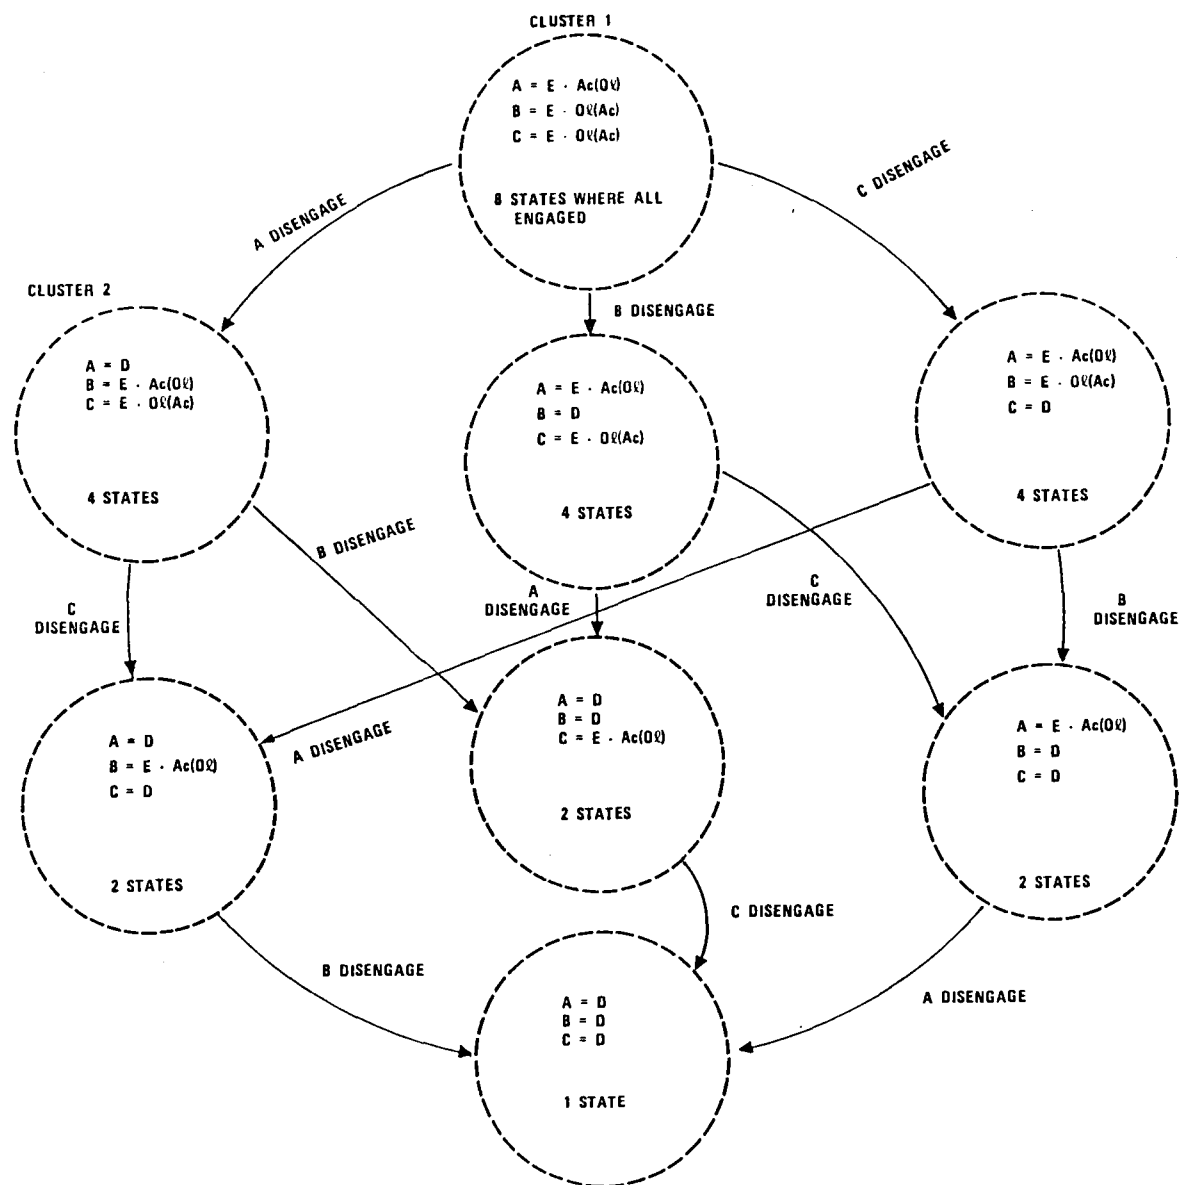 CLUSTER 1
A = E · Ac(Oℓ)
B = E · Oℓ(Ac)
C = E · Oℓ(Ac)
8 STATES WHERE ALL
ENGAGED
A DISENGAGE
B DISENGAGE
C DISENGAGE
CLUSTER 2
A = D
B = E · Ac(Oℓ)
C = E · Oℓ(Ac)
4 STATES
A = E · Ac(Oℓ)
B = D
C = E · Oℓ(Ac)
4 STATES
A = E · Ac(Oℓ)
B = E · Oℓ(Ac)
C = D
4 STATES
C
DISENGAGE
B DISENGAGE
A
DISENGAGE
C
DISENGAGE
B
DISENGAGE
A DISENGAGE
A = D
B = E · Ac(Oℓ)
C = D
2 STATES
A = D
B = D
C = E · Ac(Oℓ)
2 STATES
A = E · Ac(Oℓ)
B = D
C = D
2 STATES
B DISENGAGE
C DISENGAGE
A DISENGAGE
A = D
B = D
C = D
1 STATE